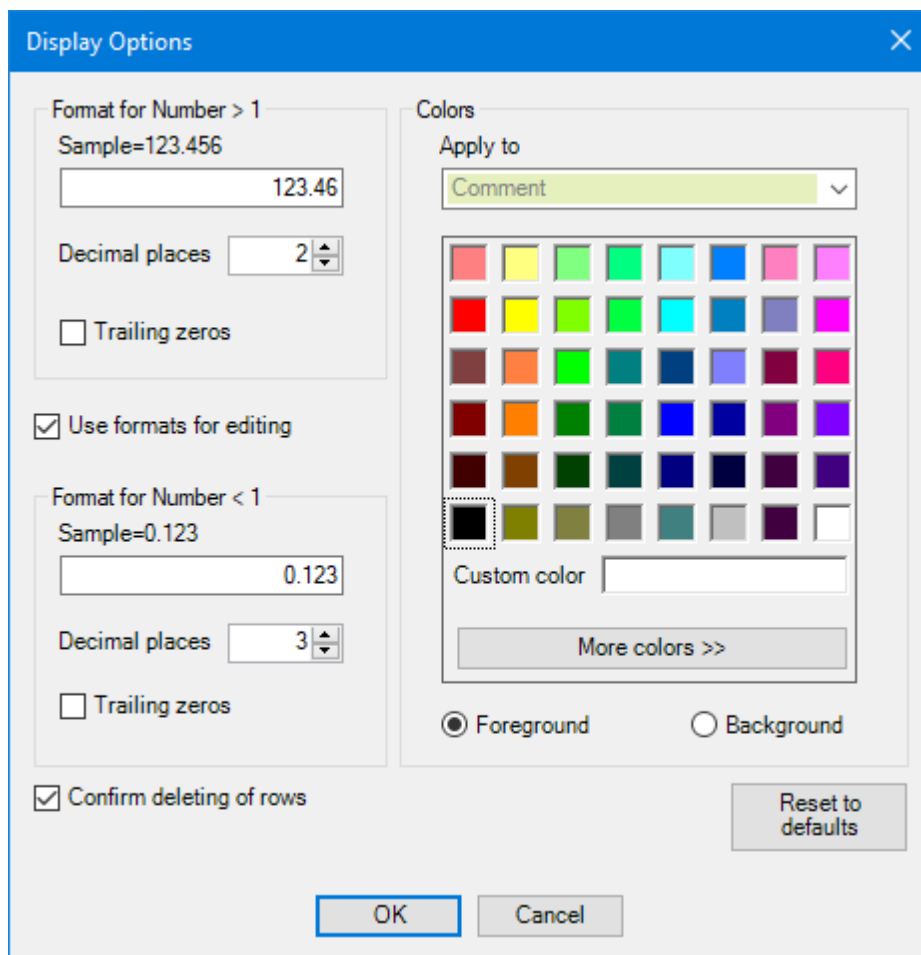 Display Options
Format for Number > 1
Sample=123.456
123.46
Decimal places 2
Trailing zeros
Use formats for editing
Format for Number < 1
Sample=0.123
0.123
Decimal places 3
Trailing zeros
Confirm deleting of rows
Colors
Apply to
Comment
Custom color
More colors >>
Foreground Background
Reset to
defaults
OK Cancel